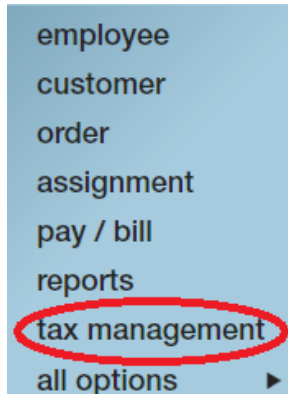 employee
customer
order
assignment
pay / bill
reports
tax management
all options